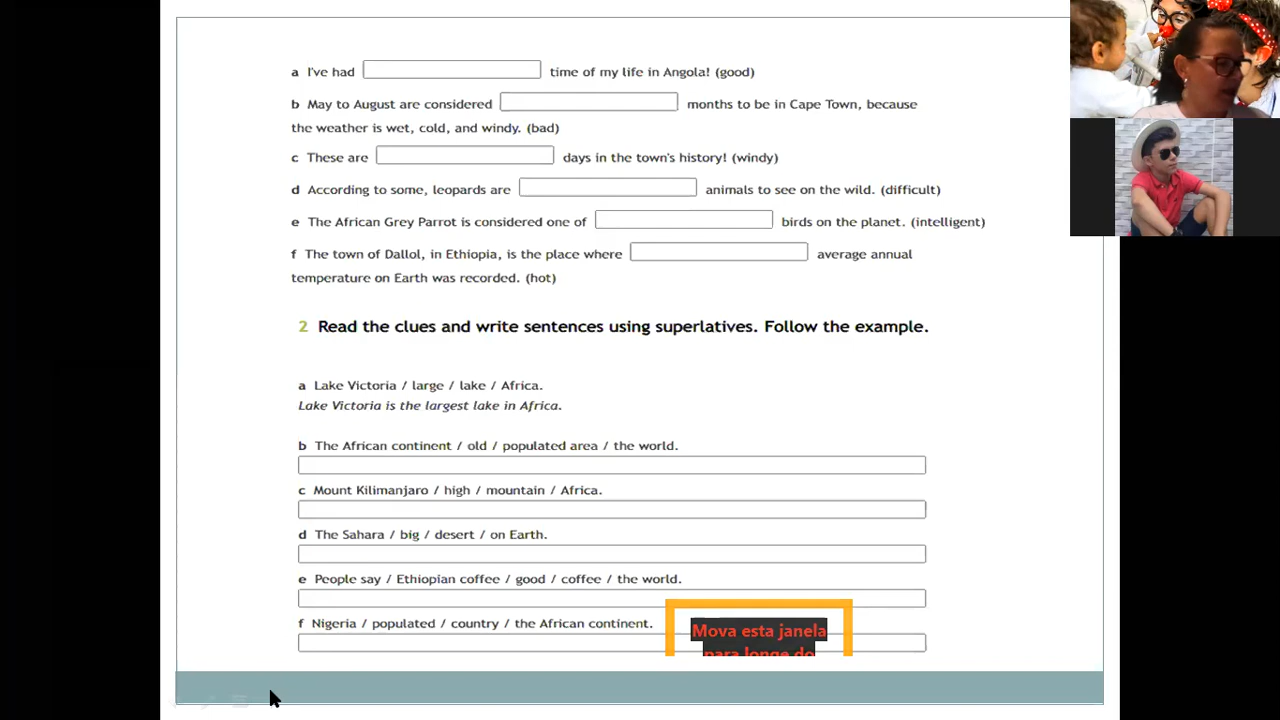 a I've had time of my life in Angola! (good)
b May to August are considered months to be in Cape Town, because
the weather is wet, cold, and windy. (bad)
c These are days in the town's history! (windy)
d According to some, leopards are animals to see on the wild. (difficult)
e The African Grey Parrot is considered one of birds on the planet. (intelligent)
f The town of Dallol, in Ethiopia, is the place where average annual
temperature on Earth was recorded. (hot)
2 Read the clues and write sentences using superlatives. Follow the example.
a Lake Victoria / large / lake / Africa.
Lake Victoria is the largest lake in Africa.
b The African continent / old / populated area / the world.
c Mount Kilimanjaro / high / mountain / Africa.
d The Sahara / big / desert / on Earth.
e People say / Ethiopian coffee / good / coffee / the world.
f Nigeria / populated / country / the African continent.
Mova esta janela
para longe do